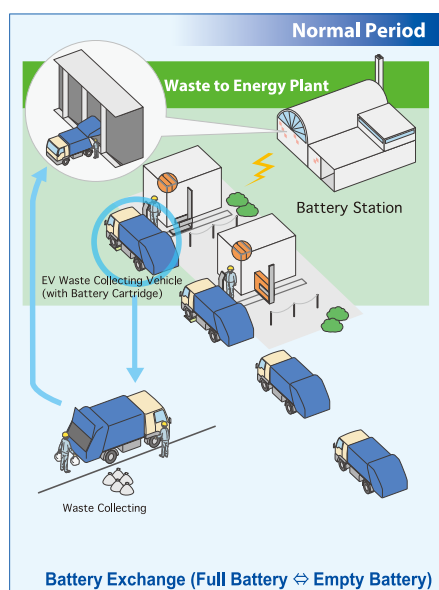 Normal Period
Waste to Energy Plant
Battery Station
EV Waste Collecting Vehicle
(with Battery Cartridge)
Waste Collecting
Battery Exchange (Full Battery ⇔ Empty Battery)